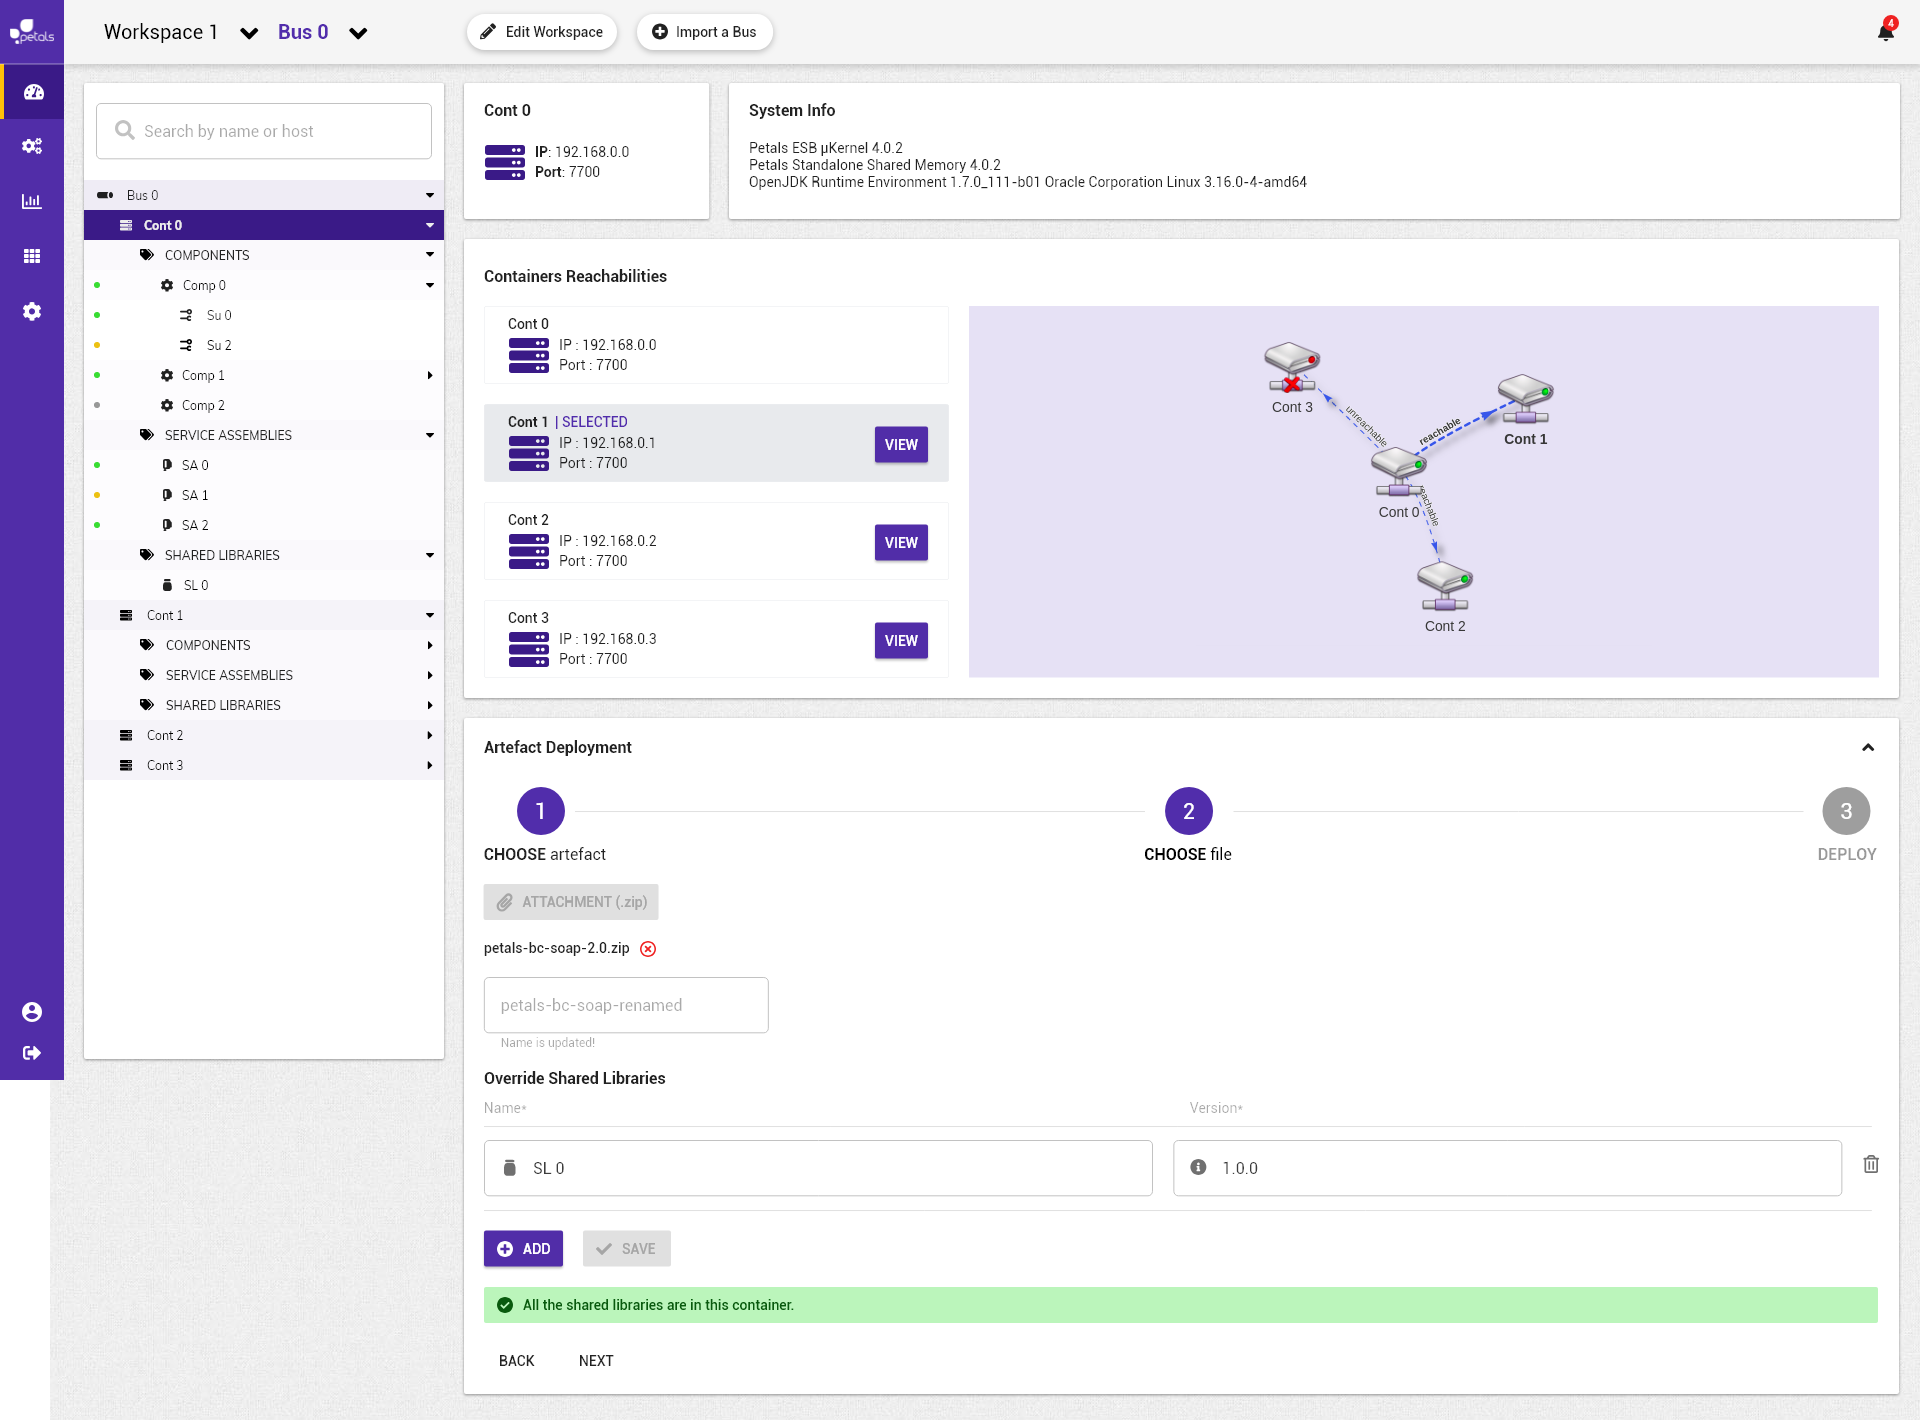 petals
Workspace 1
Bus 0
Edit Workspace
Import a Bus
4
Search by name or host
Bus 0
Cont 0
COMPONENTS
Comp 0
Su 0
Su 2
Comp 1
Comp 2
SERVICE ASSEMBLIES
SA 0
SA 1
SA 2
SHARED LIBRARIES
SL 0
Cont 1
COMPONENTS
SERVICE ASSEMBLIES
SHARED LIBRARIES
Cont 2
Cont 3
Cont 0
IP: 192.168.0.0
Port: 7700
System Info
Petals ESB µKernel 4.0.2
Petals Standalone Shared Memory 4.0.2
OpenJDK Runtime Environment 1.7.0_111-b01 Oracle Corporation Linux 3.16.0-4-amd64
Containers Reachabilities
Cont 0
IP : 192.168.0.0
Port : 7700
Cont 1 | SELECTED
IP : 192.168.0.1
Port : 7700
VIEW
Cont 2
IP : 192.168.0.2
Port : 7700
VIEW
Cont 3
IP : 192.168.0.3
Port : 7700
VIEW
Cont 3
unreachable
reachable
Cont 1
Cont 0
reachable
Cont 2
Artefact Deployment
1
2
3
CHOOSE artefact
CHOOSE file
DEPLOY
ATTACHMENT (.zip)
petals-bc-soap-2.0.zip
petals-bc-soap-renamed
Name is updated!
Override Shared Libraries
Name*
Version*
SL 0
1.0.0
ADD
SAVE
All the shared libraries are in this container.
BACK
NEXT